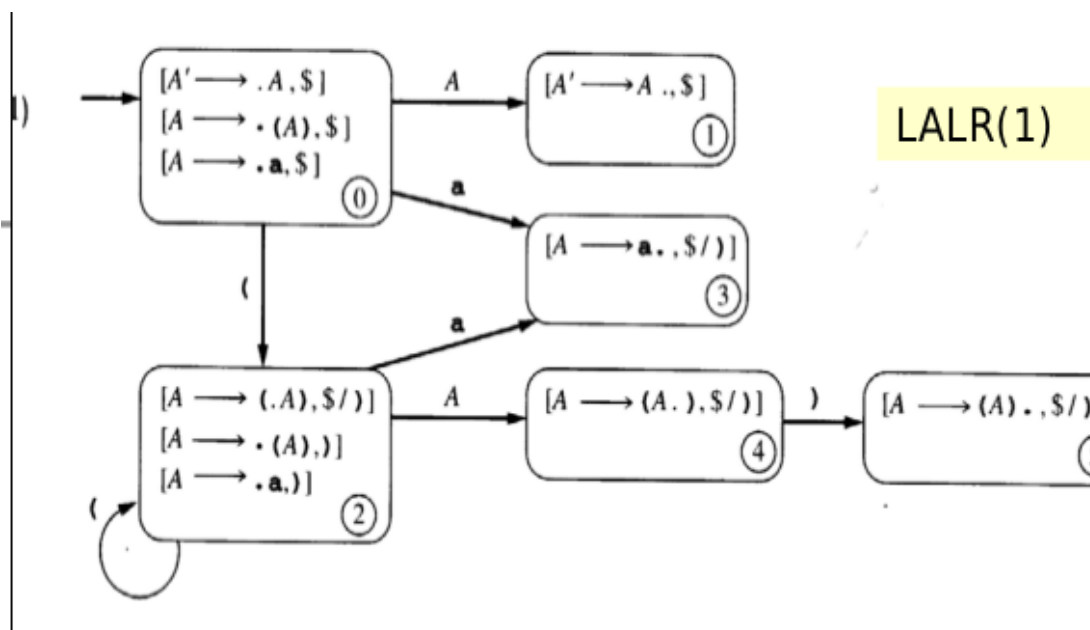 [A' ⟶ .A,$]
[A ⟶ .(A),$]
[A ⟶ .a,$]
0
A
[A' ⟶ A.,$]
1
LALR(1)
)
a
[A ⟶ a.,$/)]
3
(
a
[A ⟶ (.A),$/)]
[A ⟶ .(A),)]
[A ⟶ .a,)]
2
(
A
[A ⟶ (A.),$/)]
4
)
[A ⟶ (A).,$/)